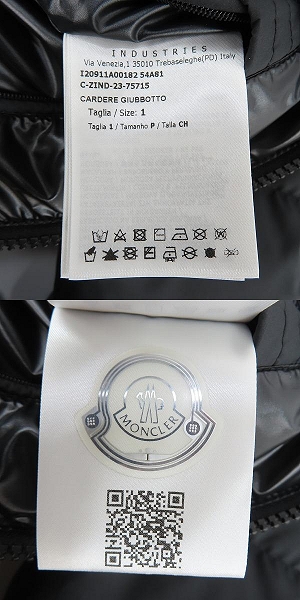 INDUSTRIES
Via Venezia,1 35010 Trebaseleghe(PD) Italy
I20911A00182 54A81
C-ZIND-23-75715
CARDERE GIUBBOTTO
Taglia / Size: 1
Taglia 1 / Tamanho P / Talla CH
MONCLER